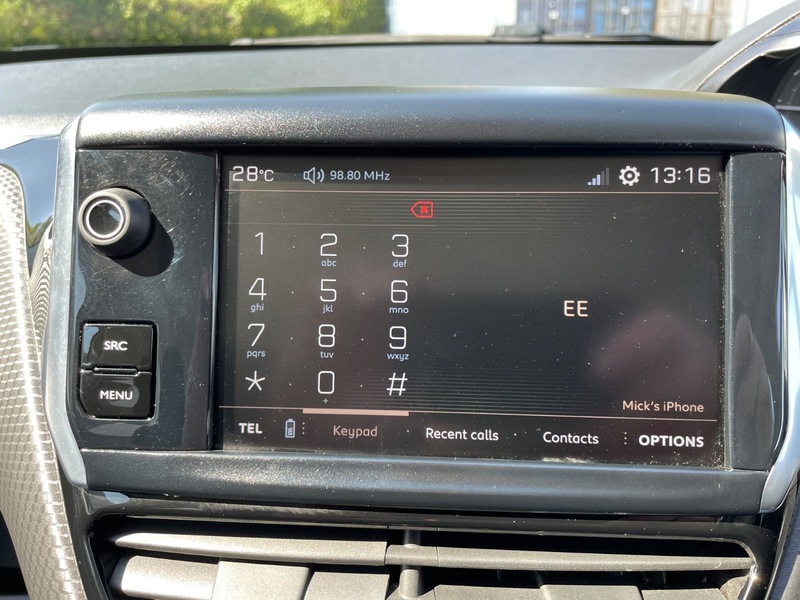 28°C 98.80 MHz 13:16
1 2 3
abc def
4 5 6
ghi jkl mno
EE
7 8 9
pqrs tuv wxyz
* 0 #
+
Mick's iPhone
TEL Keypad Recent calls Contacts OPTIONS
SRC
MENU